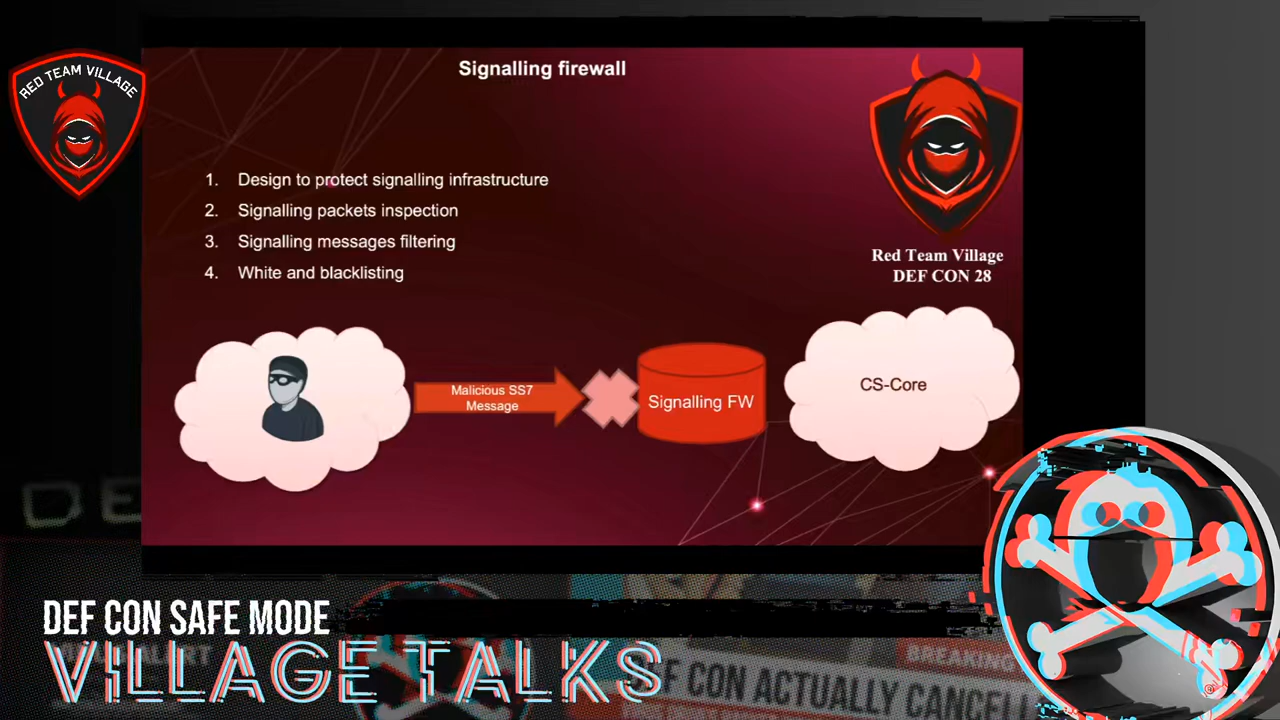 RED TEAM VILLAGE
Signalling firewall
1. Design to protect signalling infrastructure
2. Signalling packets inspection
3. Signalling messages filtering
4. White and blacklisting
Red Team Village
DEF CON 28
Malicious SS7
Message
Signalling FW
CS-Core
DEF CON SAFE MODE
VILLAGE TALKS
DEF CON ACTUALLY